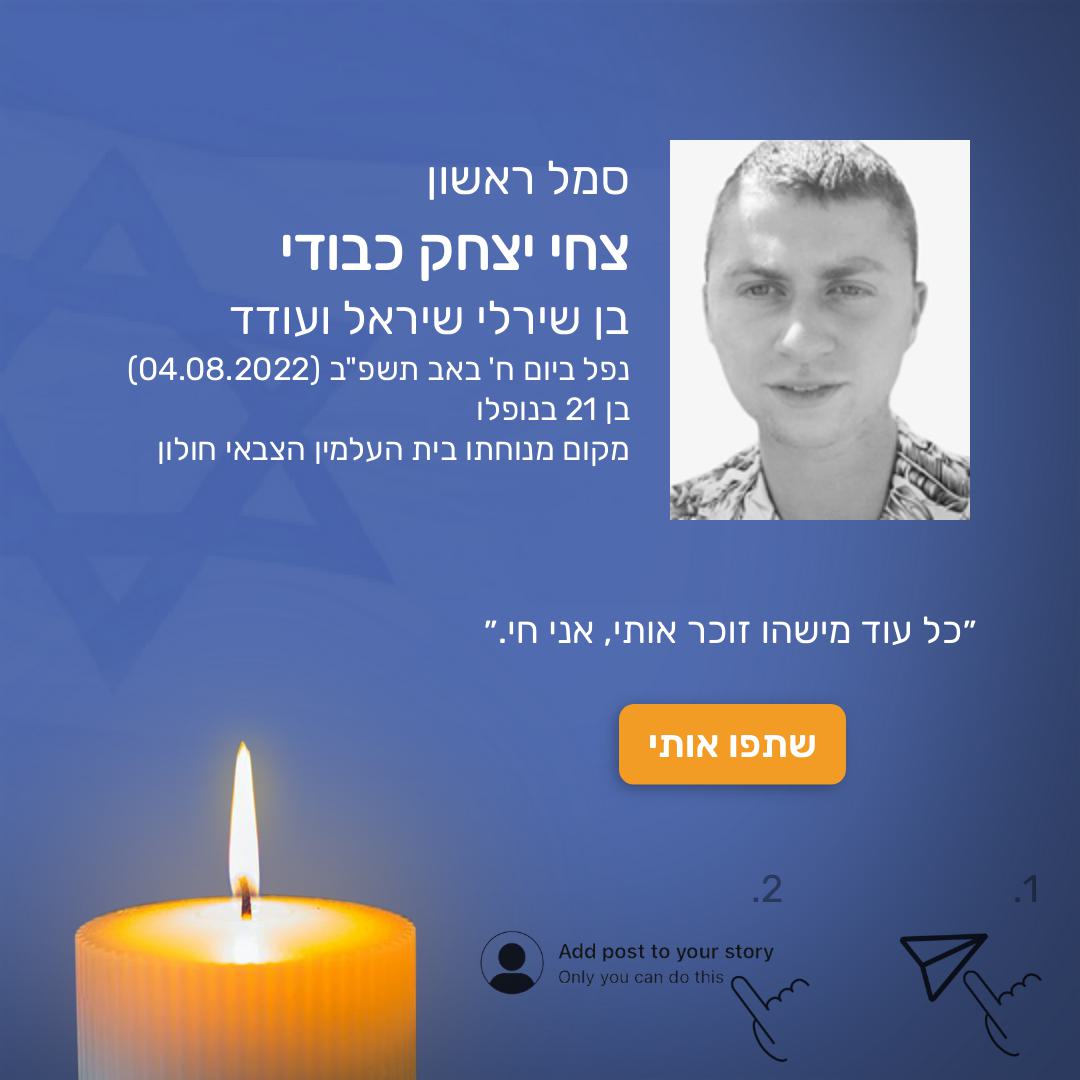 סמל ראשון
צחי יצחק כבודי
בן שירלי שיראל ועודד
נפל ביום ח' באב תשפ"ב (04.08.2022)
בן 21 בנופלו
מקום מנוחתו בית העלמין הצבאי חולון
״כל עוד מישהו זוכר אותי, אני חי.״
שתפו אותי
1.
2.
Add post to your story
Only you can do this